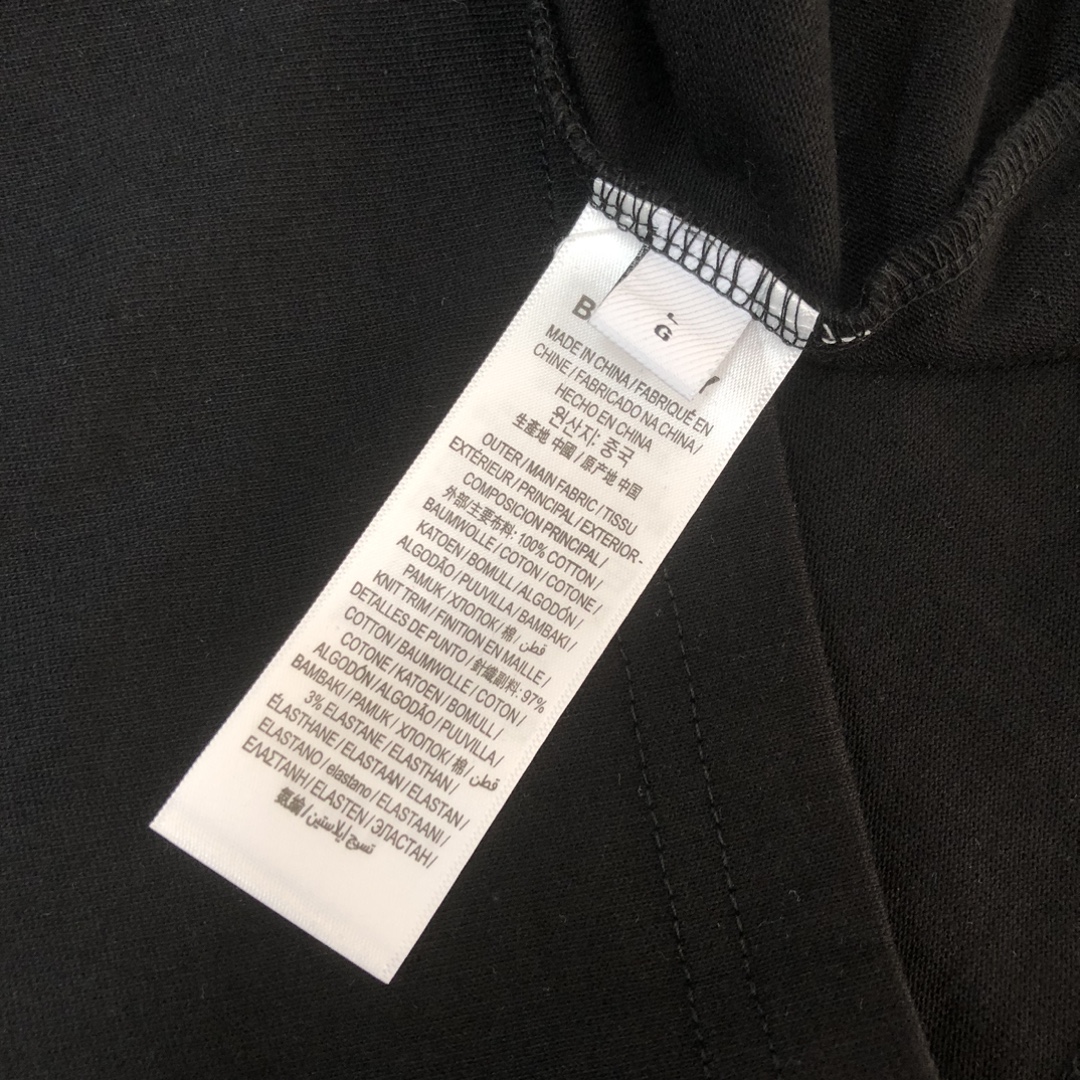 B
G
MADE IN CHINA / FABRIQUÉ EN
CHINE / FABRICADO NA CHINA /
HECHO EN CHINA
원산지: 중국
生產地 中國 / 原产地 中国
OUTER / MAIN FABRIC / TISSU
EXTÉRIEUR / PRINCIPAL / EXTERIOR -
COMPOSICION PRINCIPAL /
外部/主要布料: 100% COTTON /
BAUMWOLLE / COTON / COTONE /
KATOEN / BOMULL / ALGODÓN /
ALGODÃO / PUUVILLA / BAMBAKI /
PAMUK / ХЛОПОК / 棉 / قطن /
KNIT TRIM / FINITION EN MAILLE /
DETALLES DE PUNTO / 針織副料: 97%
COTTON / BAUMWOLLE / COTON /
COTONE / KATOEN / BOMULL /
ALGODÓN / ALGODÃO / PUUVILLA /
BAMBAKI / PAMUK / ХЛОПОК / 棉 / قطن /
3% ELASTANE / ELASTHAN /
ÉLASTHANE / ELASTAAN / ELASTAN /
ELASTANO / elastano / ELASTAANI /
ΕΛΑΣΤΑΝΗ / ELASTEN / ЭЛАСТАН /
氨綸 / نسيج إيلاستين